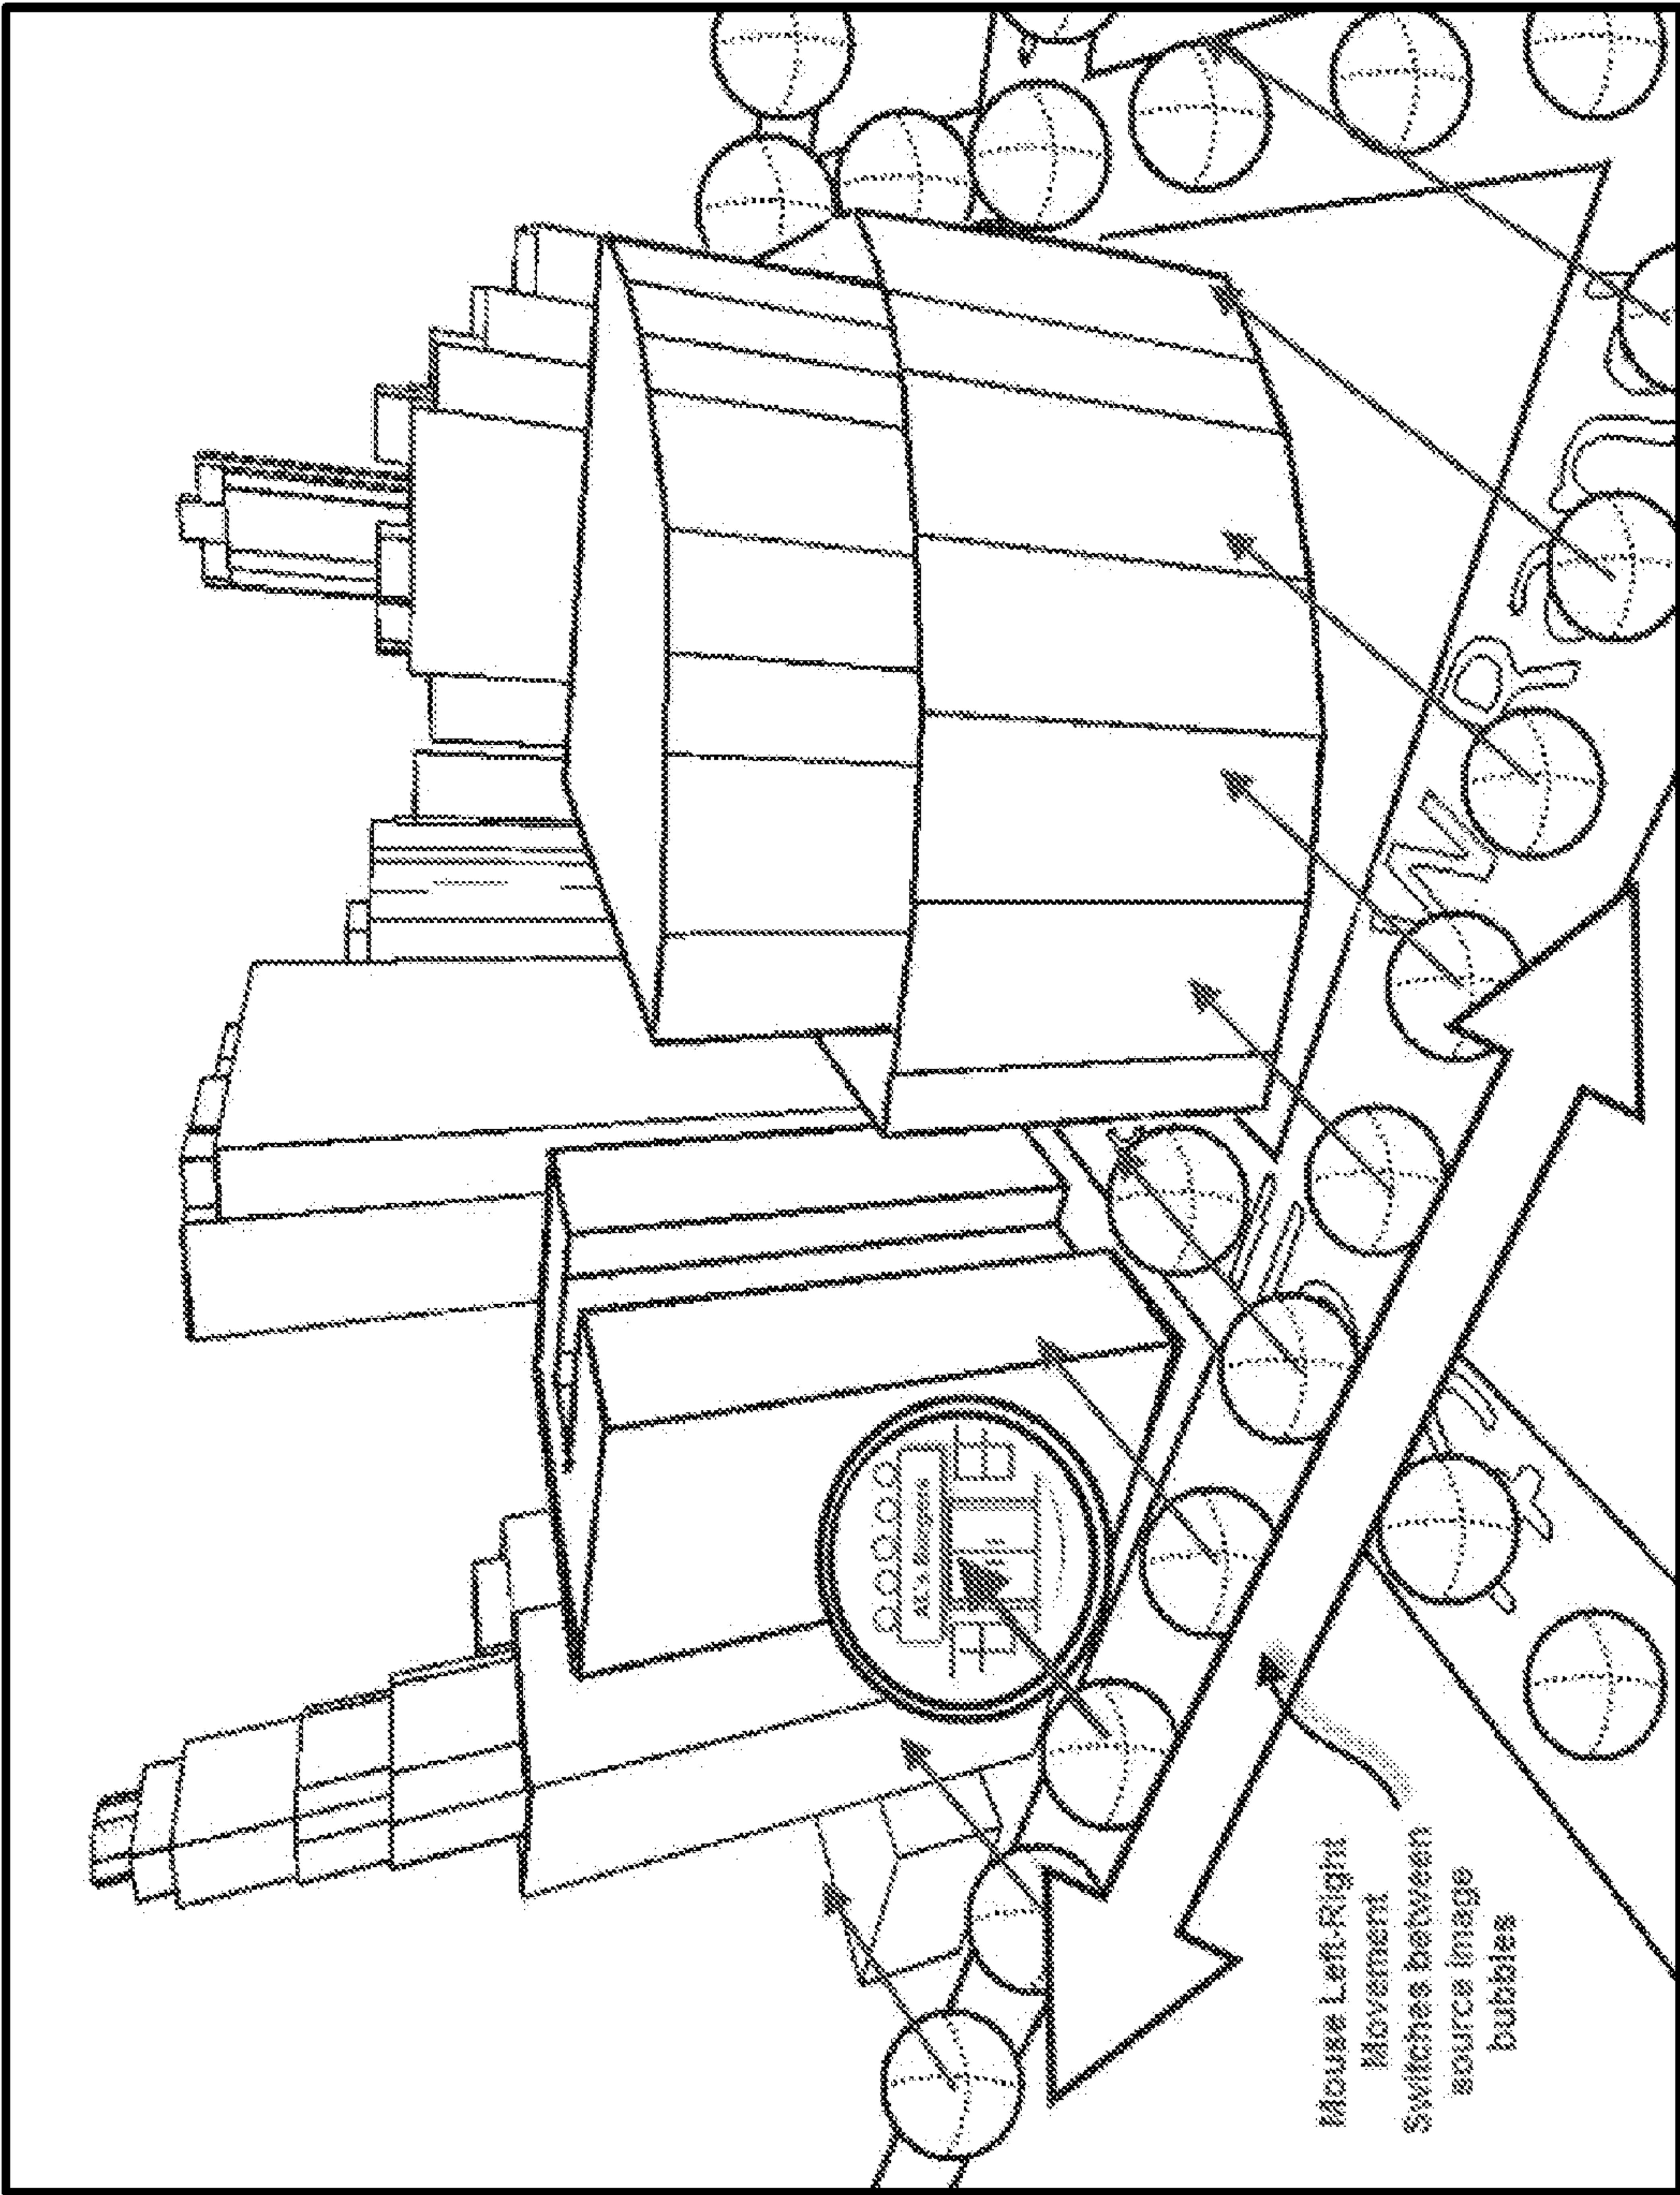 Mouse Left-Right
Movement
Switches between
source image
bubbles